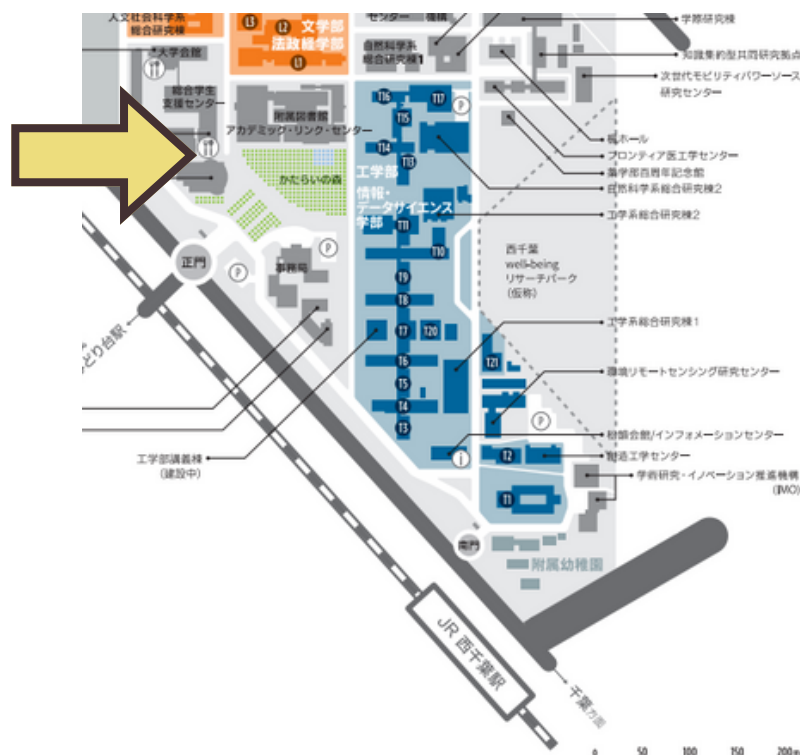 人文社会科学系
総合研究棟
L3
L2
文学部
法政経学部
L1
センター
機構
自然科学系
総合研究棟1
学際研究棟
知識集約型共同研究拠点
次世代モビリティパワーソース
研究センター
大学会館
総合学生
支援センター
附属図書館
アカデミック・リンク・センター
かたらいの森
T16
T17
P
T15
T14
T13
工学部
情報・
データサイエンス
学部
T11
T10
T9
T8
T7
T20
T6
T5
T4
T3
ホール
フロンティア医工学センター
薬学部百周年記念館
自然科学系総合研究棟2
工学系総合研究棟2
西千葉
well-being
リサーチパーク
(仮称)
正門
P
P
事務局
どり台駅
工学系総合研究棟1
T21
環境リモートセンシング研究センター
P
会館/インフォメーションセンター
T2
創造工学センター
i
学術研究・イノベーション推進機構
(IMO)
T1
工学部講義棟
(建設中)
南門
附属幼稚園
JR 西千葉駅
千葉方面
0 50 100 150 200m